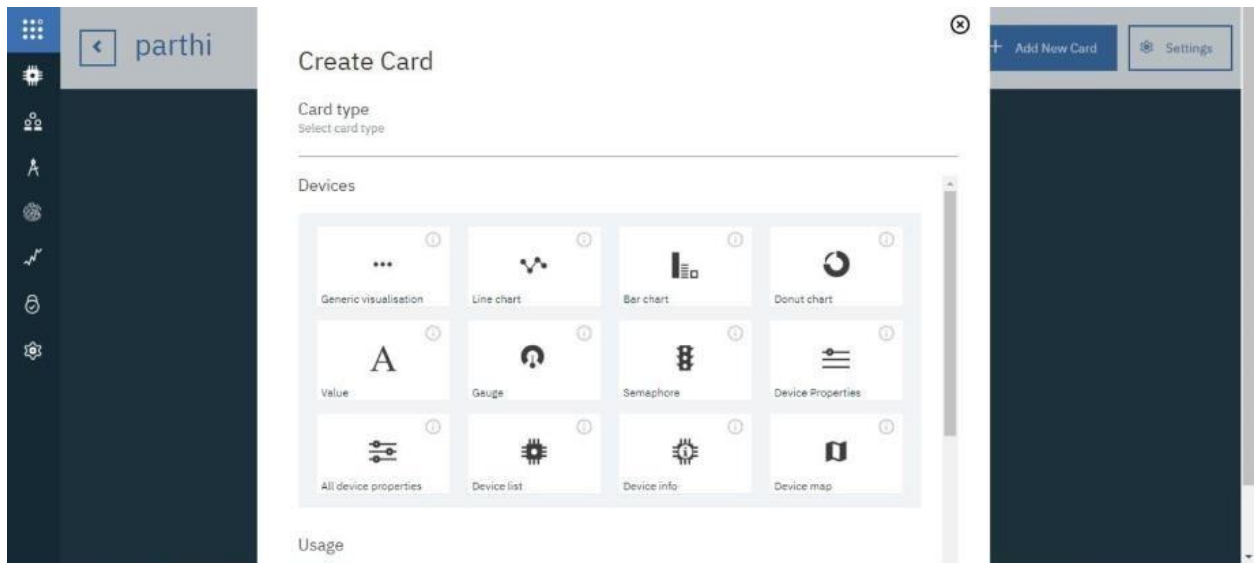 parthi
Add New Card
Settings
Create Card
Card type
Select card type
Devices
Generic visualisation
Line chart
Bar chart
Donut chart
A
Value
Gauge
Semaphore
Device Properties
All device properties
Device list
Device info
Device map
Usage